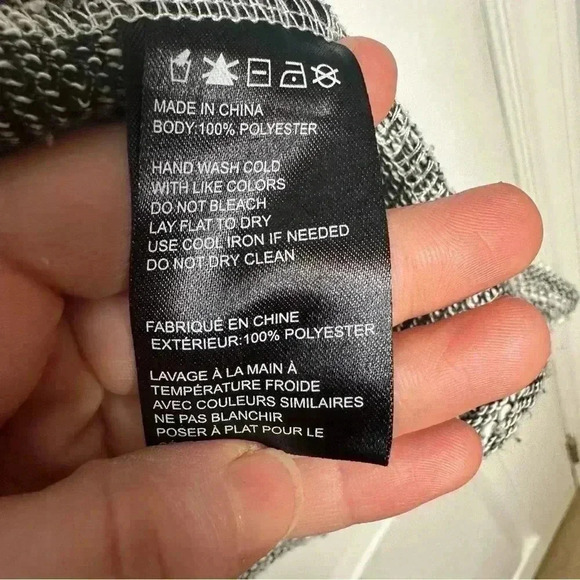 MADE IN CHINA
BODY:100% POLYESTER
HAND WASH COLD
WITH LIKE COLORS
DO NOT BLEACH
LAY FLAT TO DRY
USE COOL IRON IF NEEDED
DO NOT DRY CLEAN
FABRIQUÉ EN CHINE
EXTÉRIEUR:100% POLYESTER
LAVAGE À LA MAIN À
TEMPÉRATURE FROIDE
AVEC COULEURS SIMILAIRES
NE PAS BLANCHIR
POSER À PLAT POUR LE